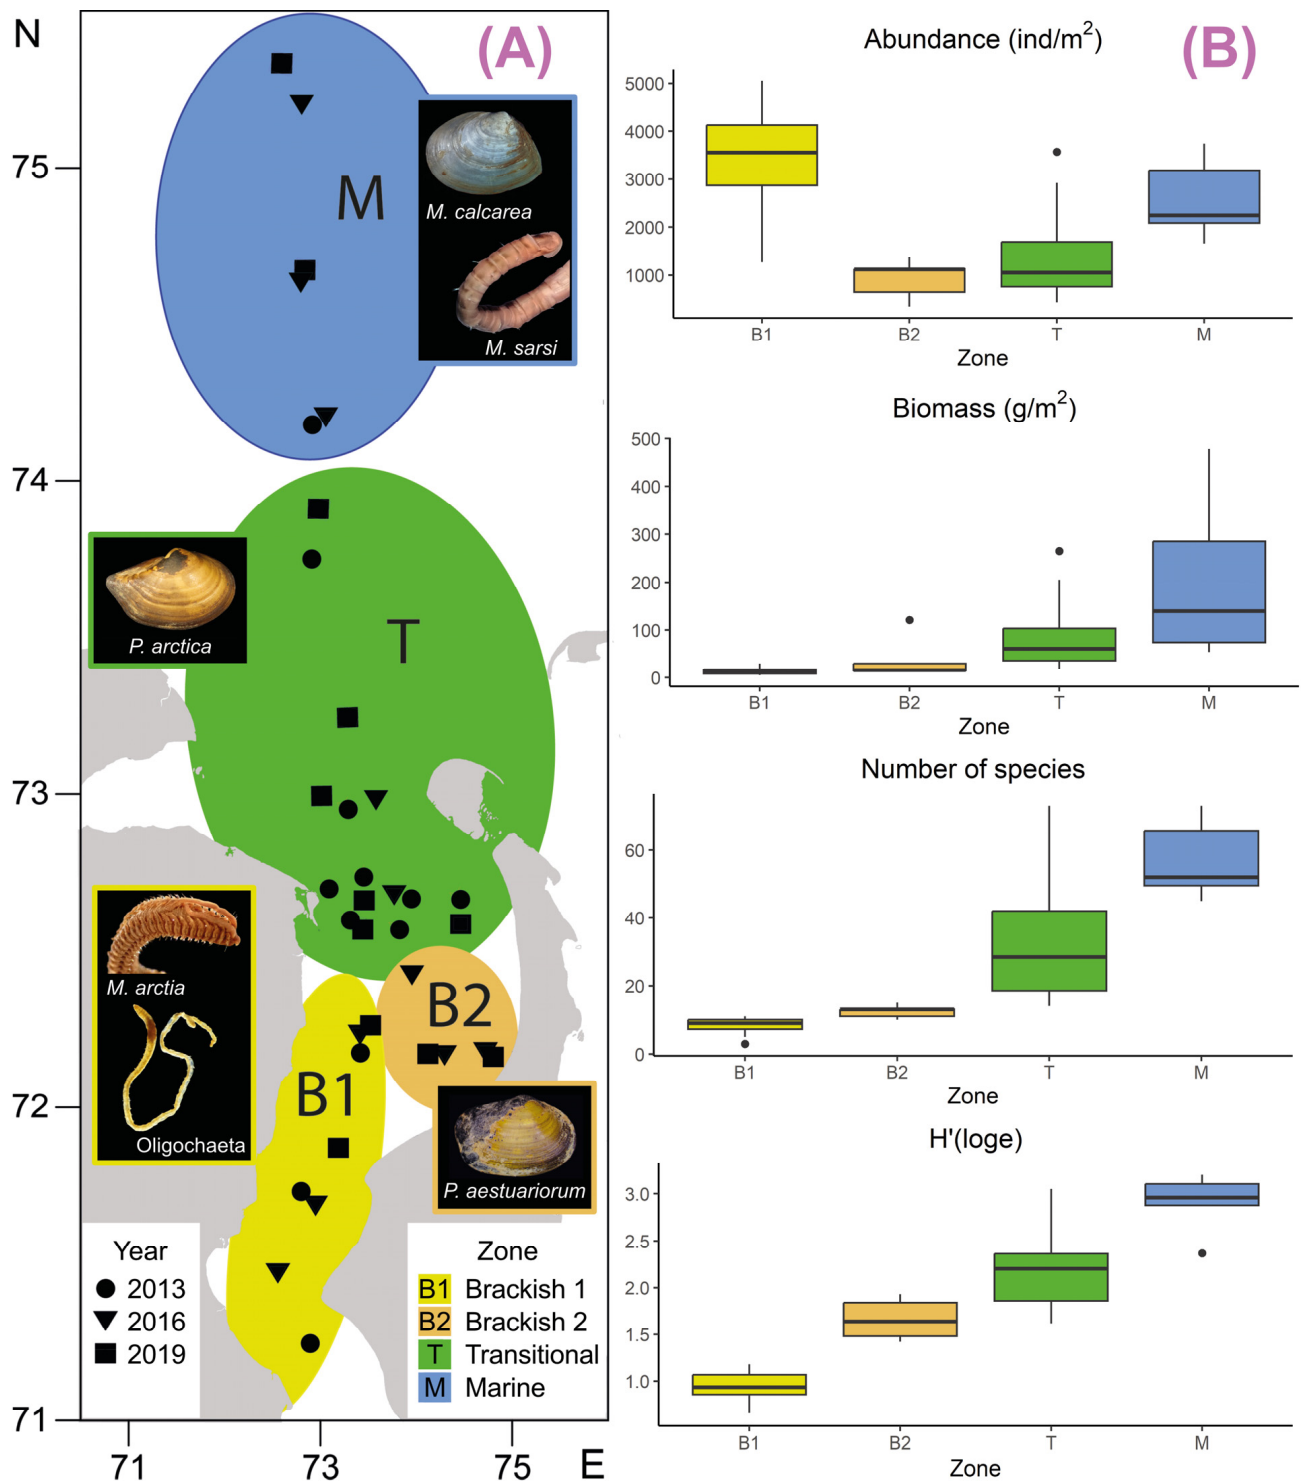 N
(A)
75
M
M. calcarea
M. sarsi
74
P. arctica
T
73
M. arctia
Oligochaeta
B2
B1
72
P. aestuariorum
Year
2013
2016
2019
Zone
B1 Brackish 1
B2 Brackish 2
T Transitional
M Marine
71
71 73 75 E
(B)
Abundance (ind/m²)
5000
4000
3000
2000
1000
B1 B2 T M
Zone
Biomass (g/m²)
500
400
300
200
100
0
B1 B2 T M
Zone
Number of species
60
40
20
0
B1 B2 T M
Zone
H'(loge)
3.0
2.5
2.0
1.5
1.0
B1 B2 T M
Zone